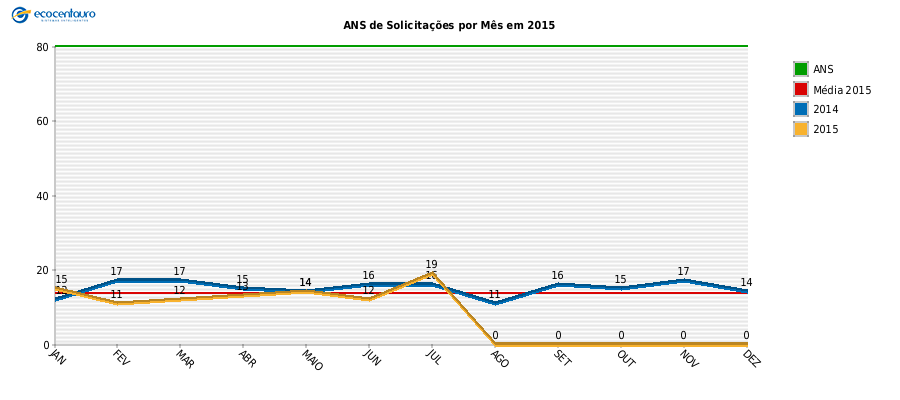 ecocentauro
ANS de Solicitações por Mês em 2015
80
60
40
20
0
15 17 17 15 14 16 19 11 16 15 17 14
12 11 12 13 12 16
0 0 0 0 0
JAN FEV MAR ABR MAIO JUN JUL AGO SET OUT NOV DEZ
ANS
Média 2015
2014
2015